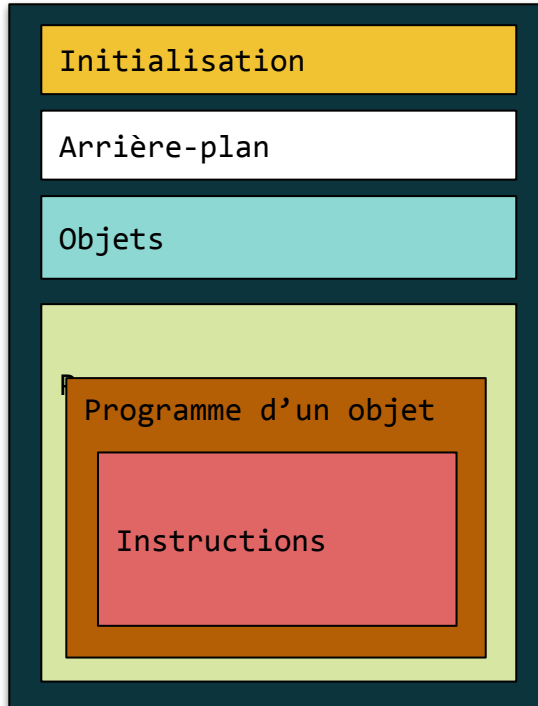 Initialisation
Arrière-plan
Objets
Programme d’un objet
Instructions